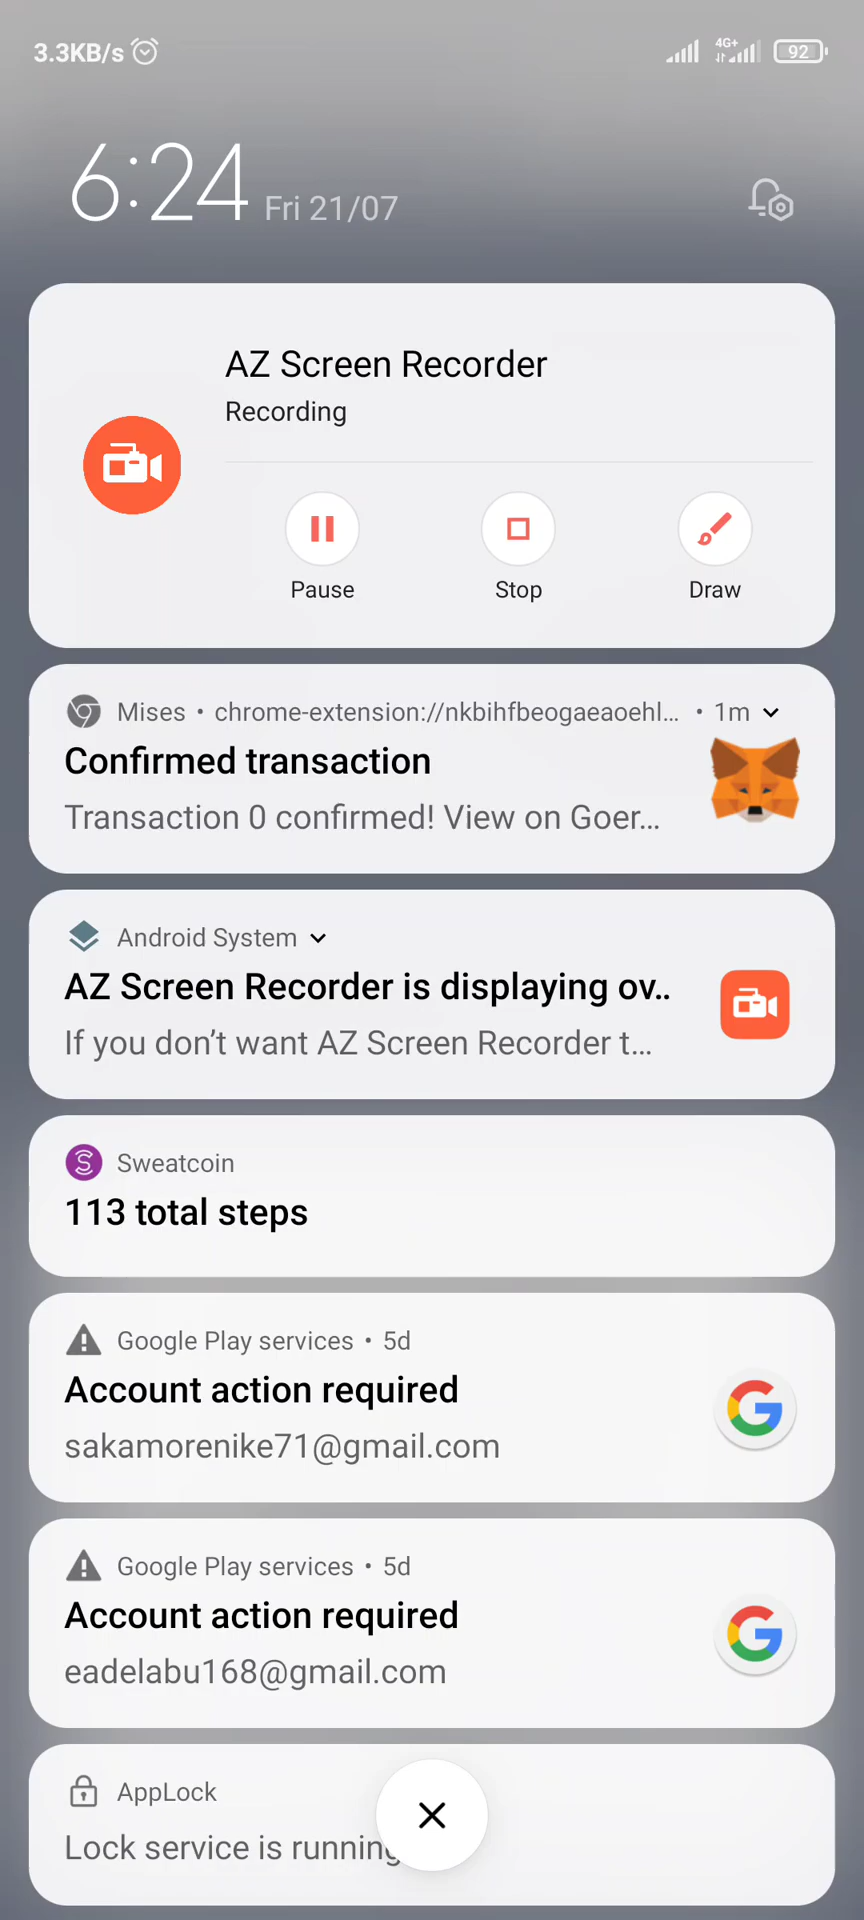 3.3KB/s
4G+
92
6:24 Fri 21/07
AZ Screen Recorder
Recording
Pause Stop Draw
Mises • chrome-extension://nkbihfbeogaeaoehl... • 1m
Confirmed transaction
Transaction 0 confirmed! View on Goer...
Android System
AZ Screen Recorder is displaying ov..
If you don't want AZ Screen Recorder t...
Sweatcoin
113 total steps
Google Play services • 5d
Account action required
sakamorenike71@gmail.com
Google Play services • 5d
Account action required
eadelabu168@gmail.com
AppLock
Lock service is running